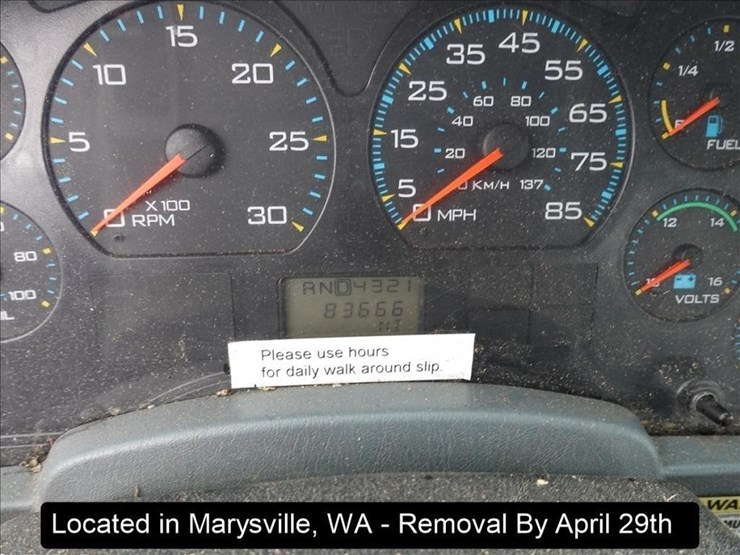 15
10
20
5
25
X 100
0 RPM
30
35
45
25
55
15
65
5
75
0 MPH
85
60
80
40
100
20
120
0 KM/H 137
1/4
1/2
FUEL
12
14
16
VOLTS
80
100
RND4321
83666
MI
Please use hours
for daily walk around slip.
Located in Marysville, WA - Removal By April 29th
WA